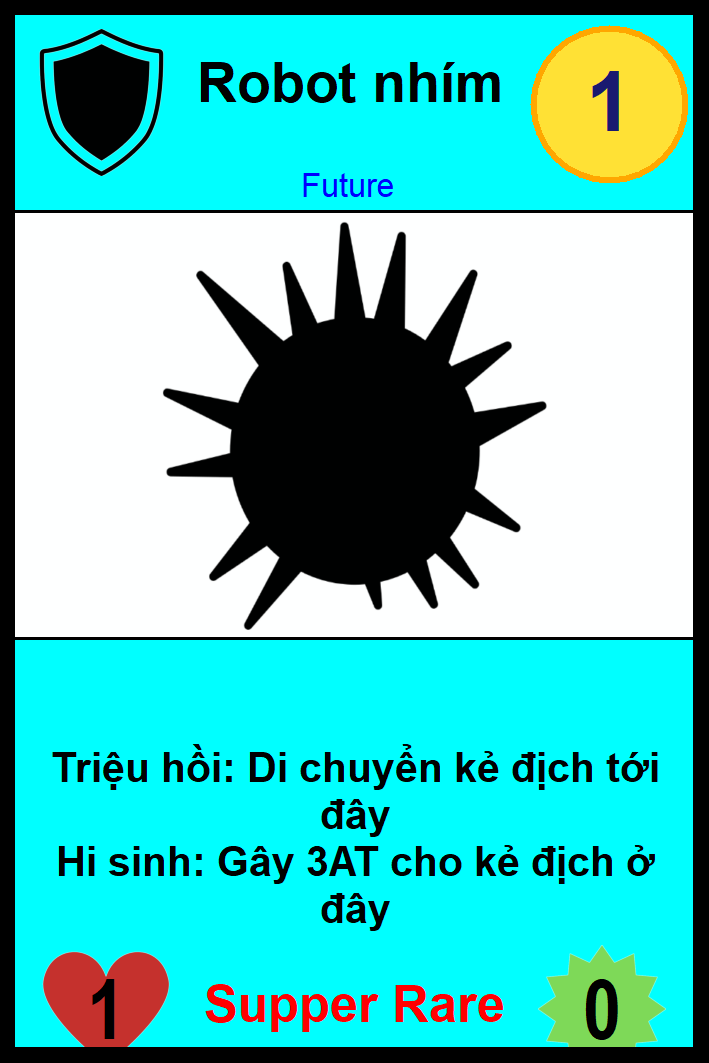 Robot nhím
1
Future
Triệu hồi: Di chuyển kẻ địch tới
đây
Hi sinh: Gây 3AT cho kẻ địch ở
đây
1
Supper Rare
0